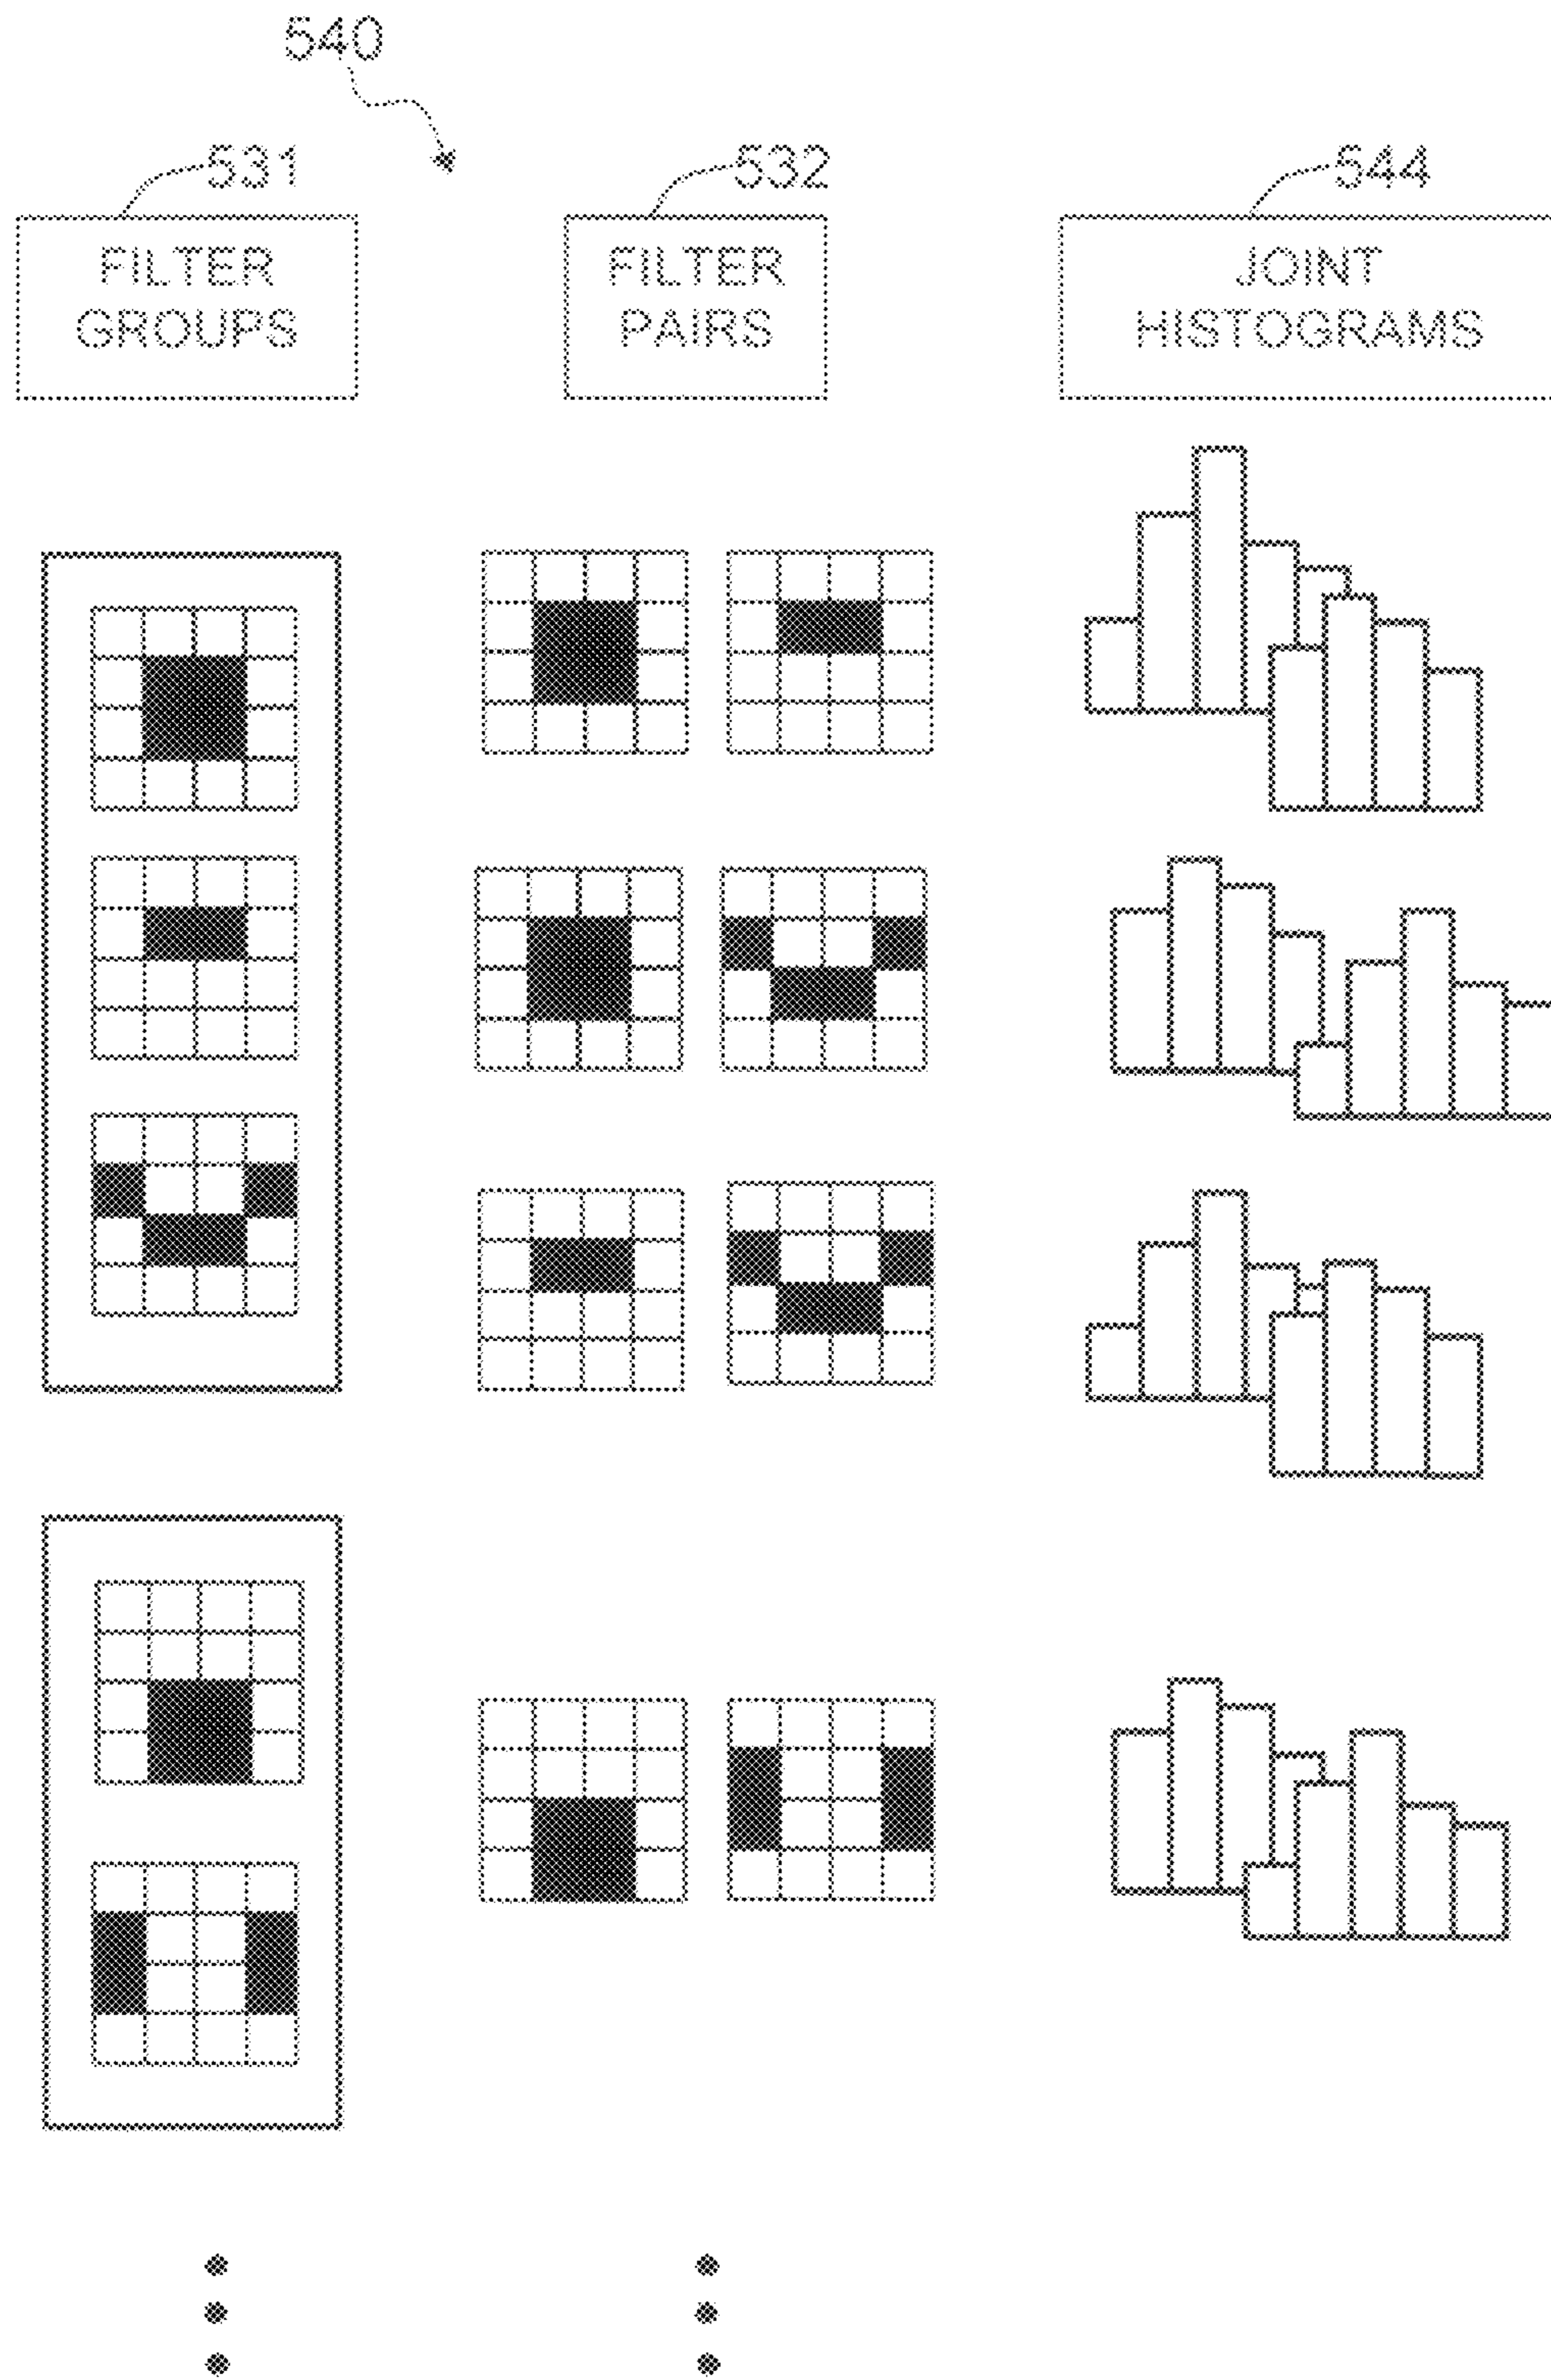 540
531
532
544
FILTER
GROUPS
FILTER
PAIRS
JOINT
HISTOGRAMS